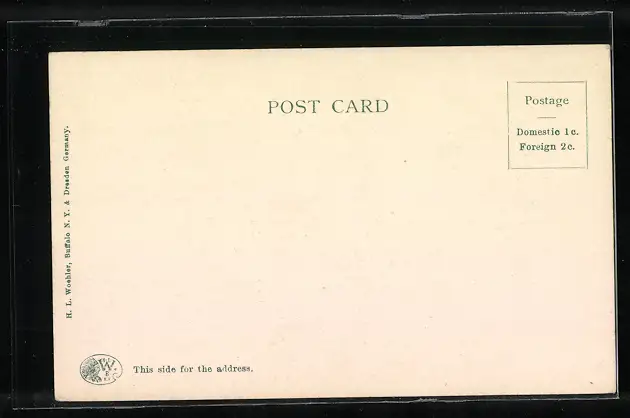 POST CARD
Postage
Domestic 1c.
Foreign 2c.
H. L. Woehler, Buffalo N. Y. & Dresden Germany.
This side for the address.